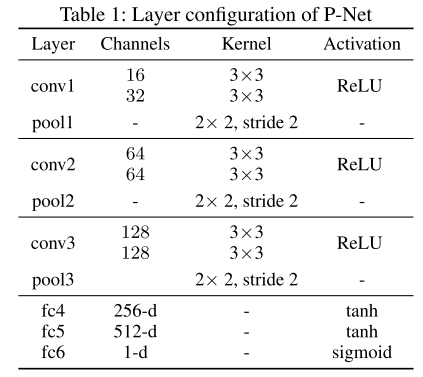 Table 1: Layer configuration of P-Net
Layer Channels Kernel Activation
conv1 16 3×3 ReLU
32 3×3
pool1 - 2× 2, stride 2 -
conv2 64 3×3 ReLU
64 3×3
pool2 - 2× 2, stride 2 -
conv3 128 3×3 ReLU
128 3×3
pool3 2× 2, stride 2 -
fc4 256-d - tanh
fc5 512-d - tanh
fc6 1-d - sigmoid